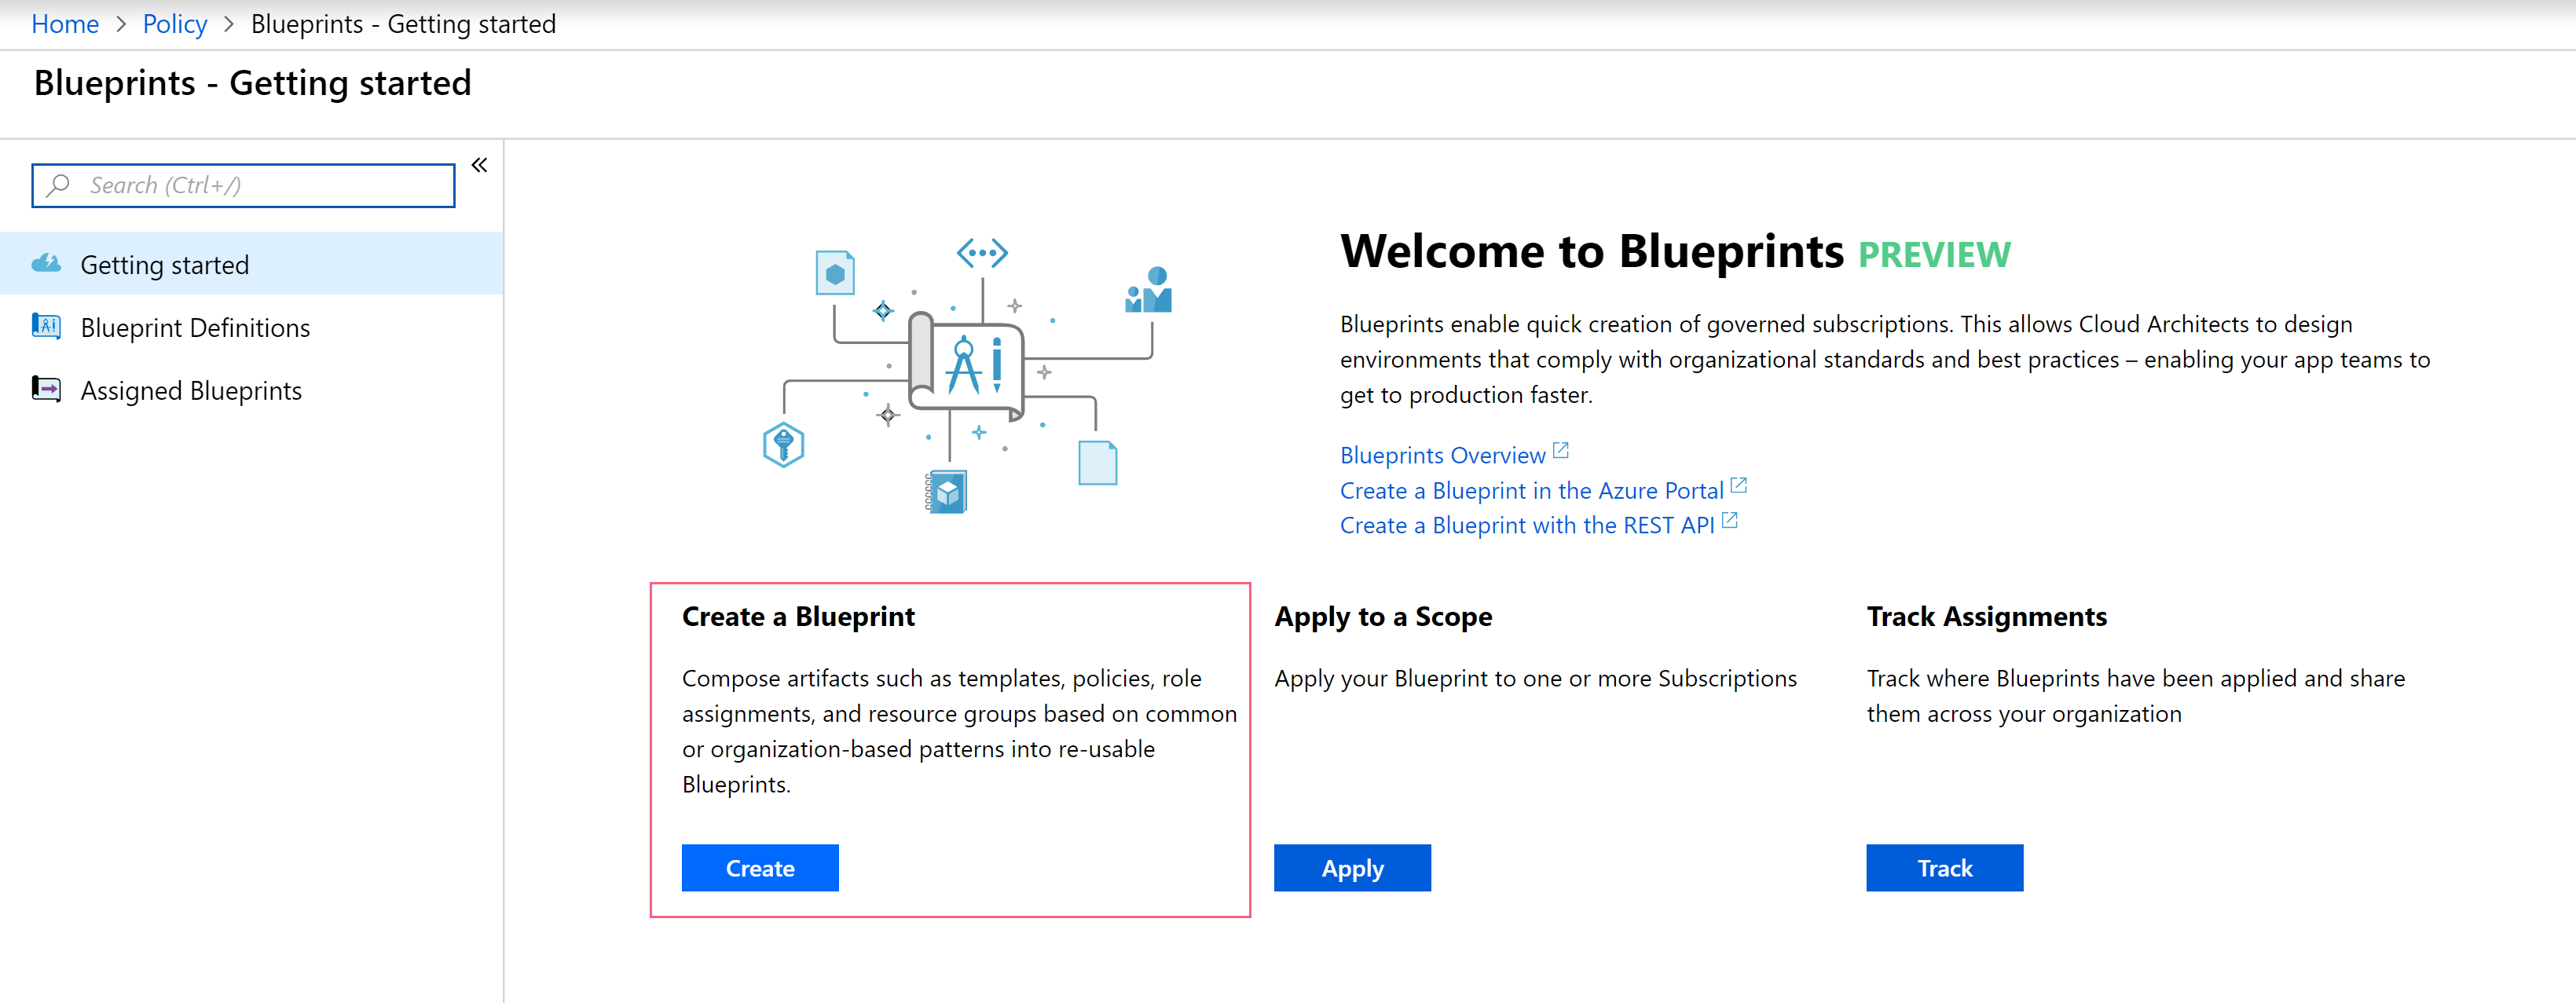 Home > Policy > Blueprints - Getting started
Blueprints - Getting started
Search (Ctrl+/)
Getting started
Blueprint Definitions
Assigned Blueprints
Welcome to Blueprints PREVIEW
Blueprints enable quick creation of governed subscriptions. This allows Cloud Architects to design
environments that comply with organizational standards and best practices – enabling your app teams to
get to production faster.
Blueprints Overview
Create a Blueprint in the Azure Portal
Create a Blueprint with the REST API
Create a Blueprint
Compose artifacts such as templates, policies, role
assignments, and resource groups based on common
or organization-based patterns into re-usable
Blueprints.
Create
Apply to a Scope
Apply your Blueprint to one or more Subscriptions
Apply
Track Assignments
Track where Blueprints have been applied and share
them across your organization
Track